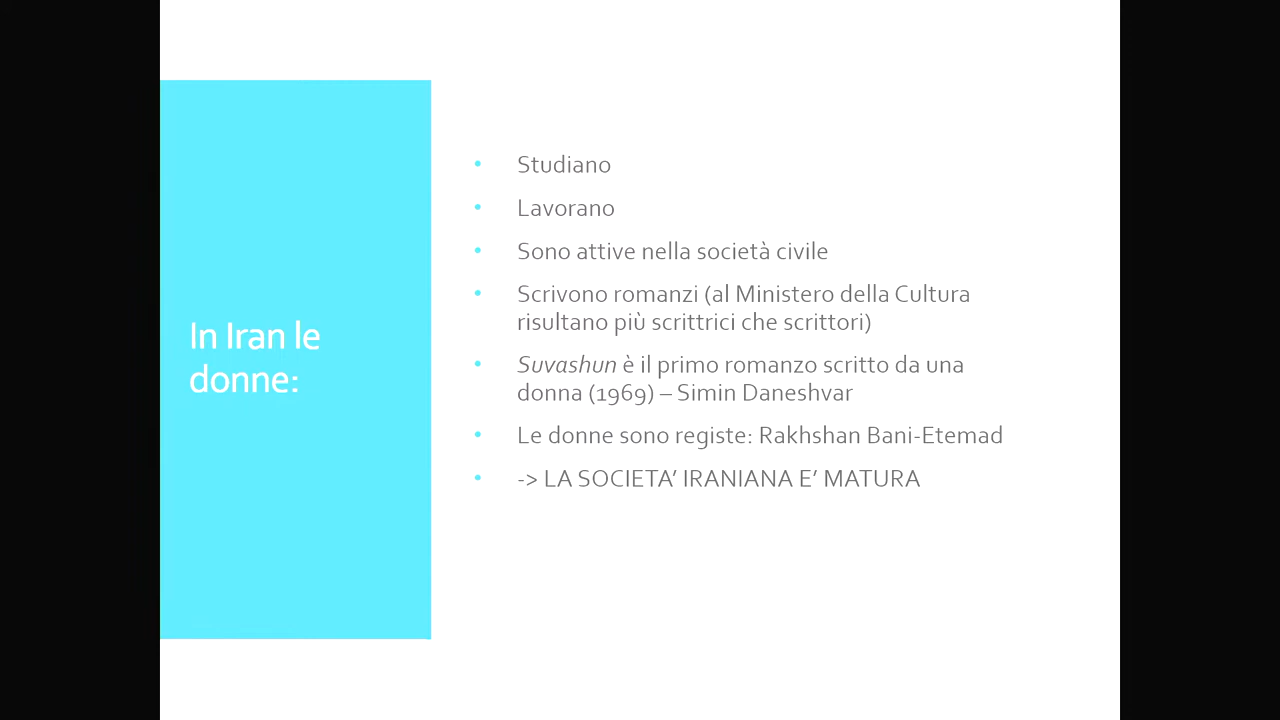 In Iran le
donne:
• Studiano
• Lavorano
• Sono attive nella società civile
• Scrivono romanzi (al Ministero della Cultura
risultano più scrittrici che scrittori)
• Suvashun è il primo romanzo scritto da una
donna (1969) – Simin Daneshvar
• Le donne sono registe: Rakhshan Bani-Etemad
• -> LA SOCIETA’ IRANIANA E’ MATURA